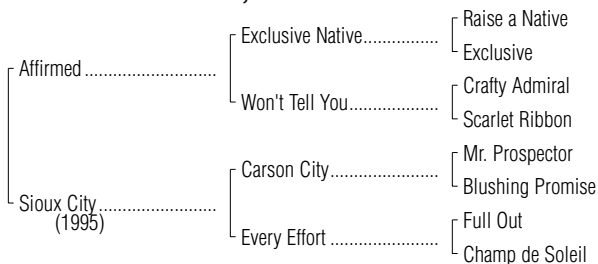 Raise a Native
Exclusive Native..................
Exclusive
Affirmed ...........................
Crafty Admiral
Won't Tell You.....................
Scarlet Ribbon
Mr. Prospector
Carson City.........................
Blushing Promise
Sioux City...........................
(1995)
Full Out
Every Effort ........................
Champ de Soleil